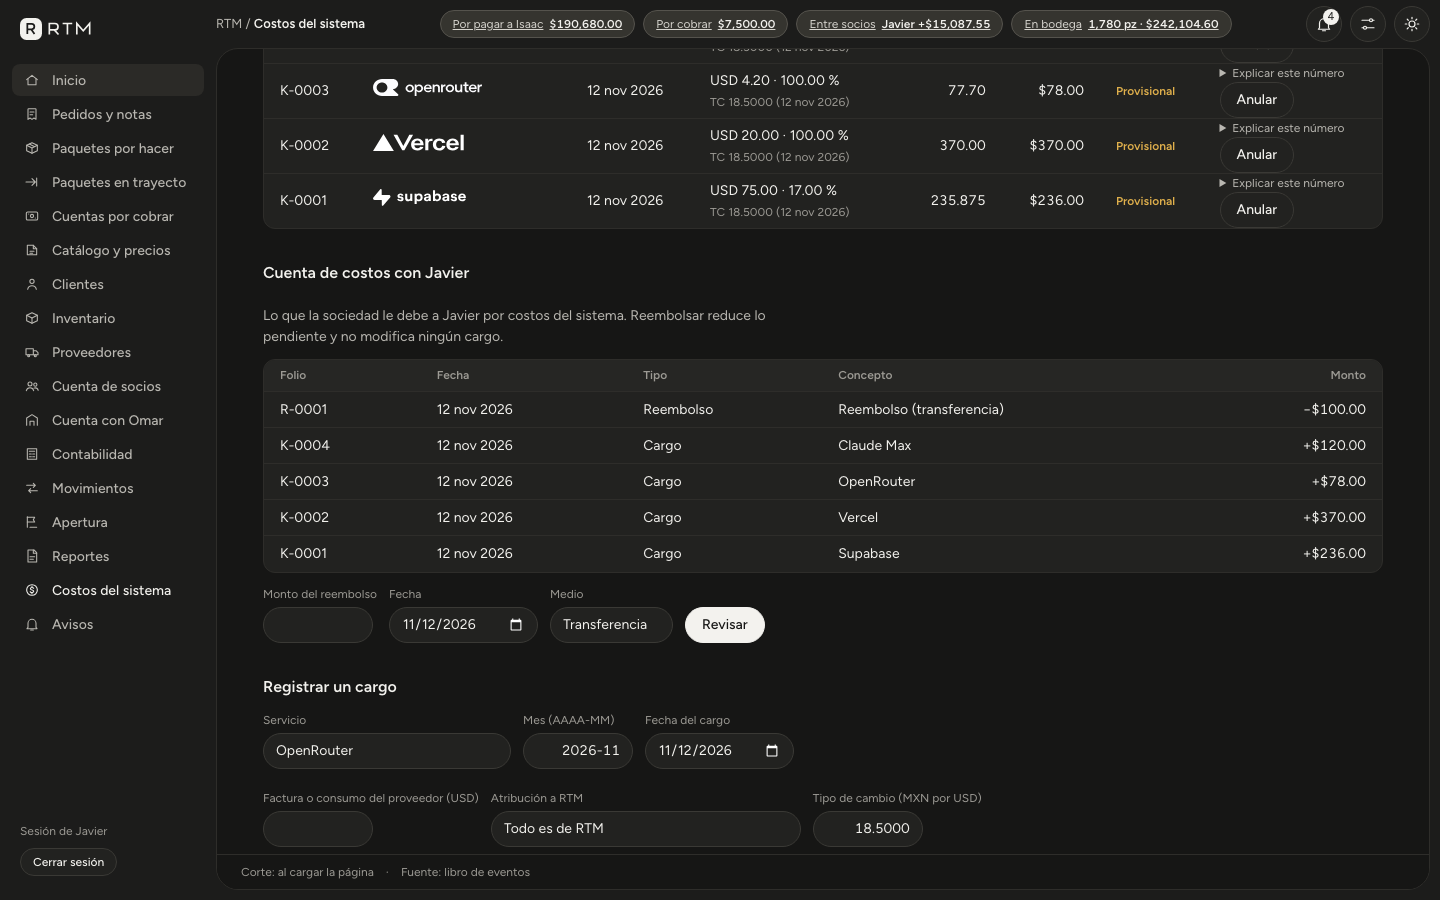 RTM
RTM / Costos del sistema
Por pagar a Isaac $190,680.00
Por cobrar $7,500.00
Entre socios Javier +$15,087.55
En bodega 1,780 pz · $242,104.60
4
Inicio
Pedidos y notas
Paquetes por hacer
Paquetes en trayecto
Cuentas por cobrar
Catálogo y precios
Clientes
Inventario
Proveedores
Cuenta de socios
Cuenta con Omar
Contabilidad
Movimientos
Apertura
Reportes
Costos del sistema
Avisos
Sesión de Javier
Cerrar sesión
TC 18.5000 (12 nov 2026)
K-0003 openrouter 12 nov 2026 USD 4.20 · 100.00 % 77.70 $78.00 Provisional ▶ Explicar este número
TC 18.5000 (12 nov 2026) Anular
K-0002 Vercel 12 nov 2026 USD 20.00 · 100.00 % 370.00 $370.00 Provisional ▶ Explicar este número
TC 18.5000 (12 nov 2026) Anular
K-0001 supabase 12 nov 2026 USD 75.00 · 17.00 % 235.875 $236.00 Provisional ▶ Explicar este número
TC 18.5000 (12 nov 2026) Anular
Cuenta de costos con Javier
Lo que la sociedad le debe a Javier por costos del sistema. Reembolsar reduce lo
pendiente y no modifica ningún cargo.
Folio Fecha Tipo Concepto Monto
R-0001 12 nov 2026 Reembolso Reembolso (transferencia) −$100.00
K-0004 12 nov 2026 Cargo Claude Max +$120.00
K-0003 12 nov 2026 Cargo OpenRouter +$78.00
K-0002 12 nov 2026 Cargo Vercel +$370.00
K-0001 12 nov 2026 Cargo Supabase +$236.00
Monto del reembolso Fecha Medio
11/12/2026 Transferencia Revisar
Registrar un cargo
Servicio Mes (AAAA-MM) Fecha del cargo
OpenRouter 2026-11 11/12/2026
Factura o consumo del proveedor (USD) Atribución a RTM Tipo de cambio (MXN por USD)
Todo es de RTM 18.5000
Corte: al cargar la página · Fuente: libro de eventos